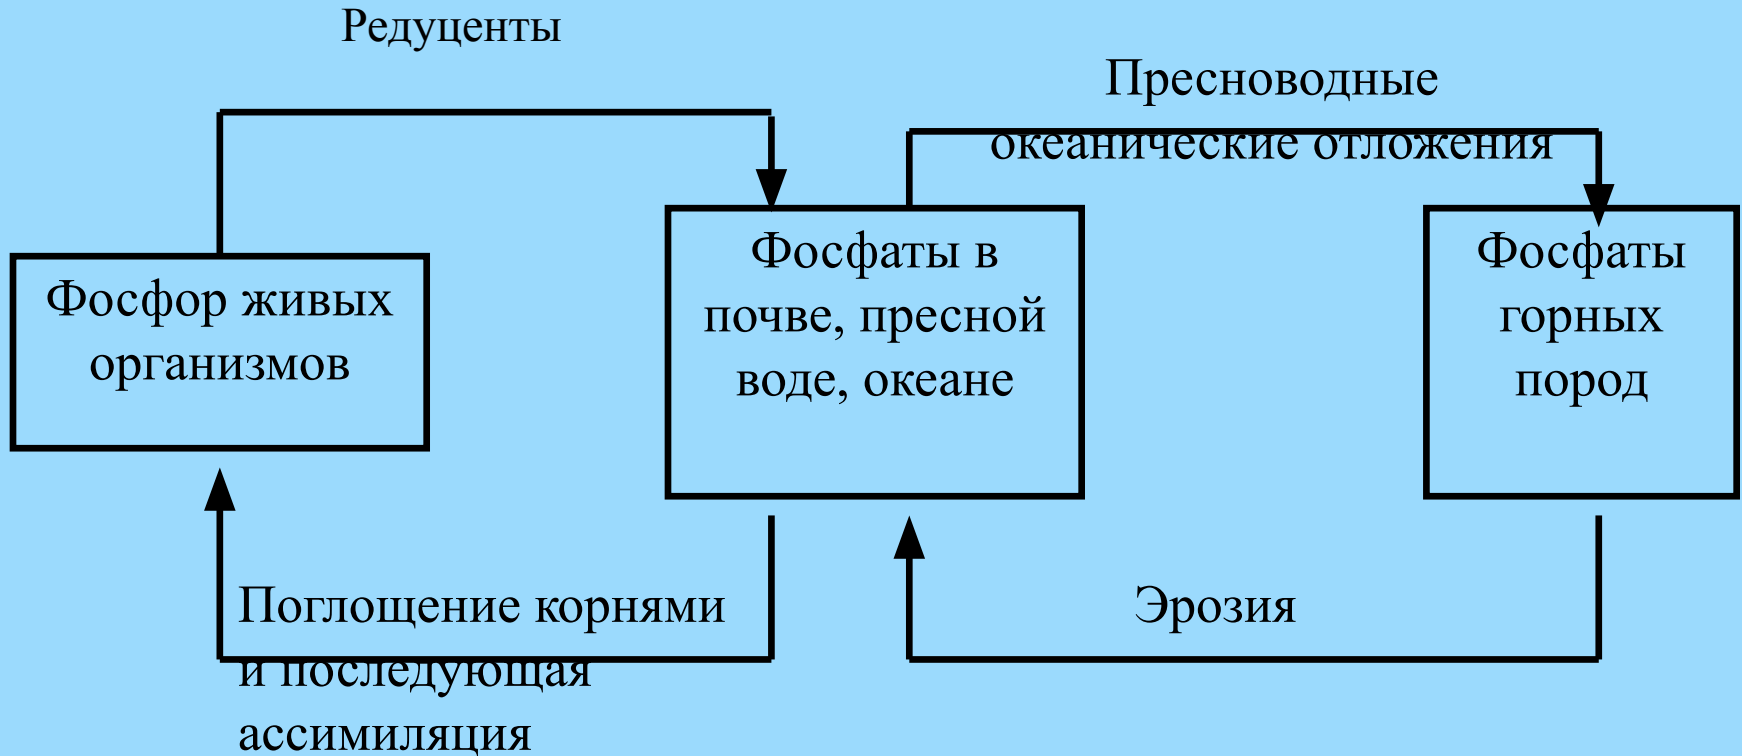 Редуценты
Пресноводные
океанические отложения
Фосфор живых
организмов
Фосфаты в
почве, пресной
воде, океане
Фосфаты
горных
пород
Поглощение корнями
и последующая
ассимиляция
Эрозия